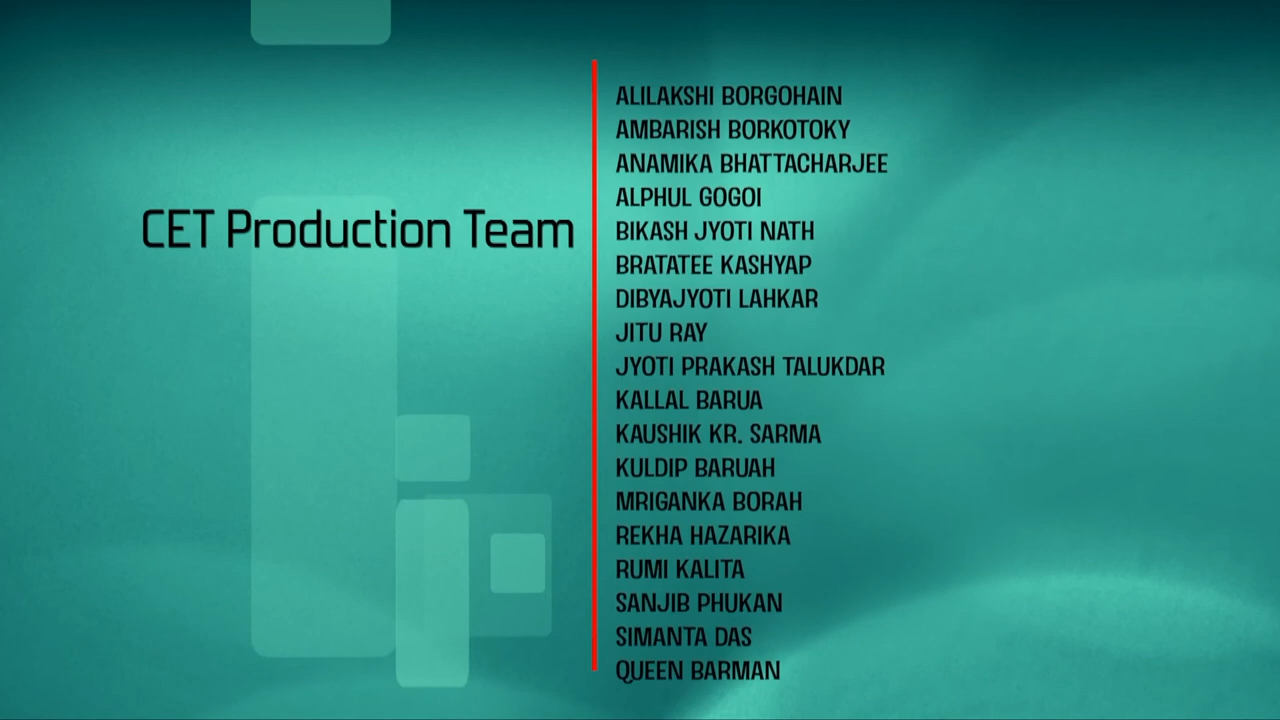 CET Production Team
ALILAKSHI BORGOHAIN
AMBARISH BORKOTOKY
ANAMIKA BHATTACHARJEE
ALPHUL GOGOI
BIKASH JYOTI NATH
BRATATEE KASHYAP
DIBYAJYOTI LAHKAR
JITU RAY
JYOTI PRAKASH TALUKDAR
KALLAL BARUA
KAUSHIK KR. SARMA
KULDIP BARUAH
MRIGANKA BORAH
REKHA HAZARIKA
RUMI KALITA
SANJIB PHUKAN
SIMANTA DAS
QUEEN BARMAN